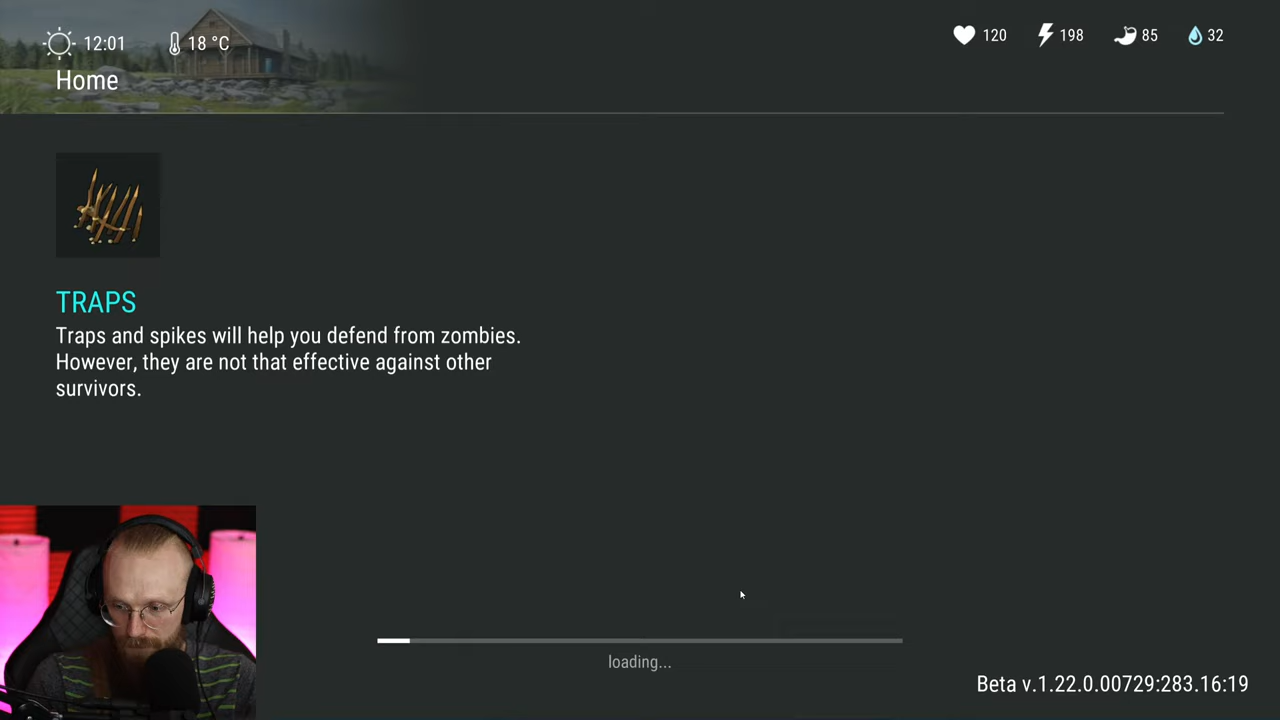 12:01
18 °C
120
198
85
32
Home
TRAPS
Traps and spikes will help you defend from zombies.
However, they are not that effective against other
survivors.
loading...
Beta v.1.22.0.00729:283.16:19